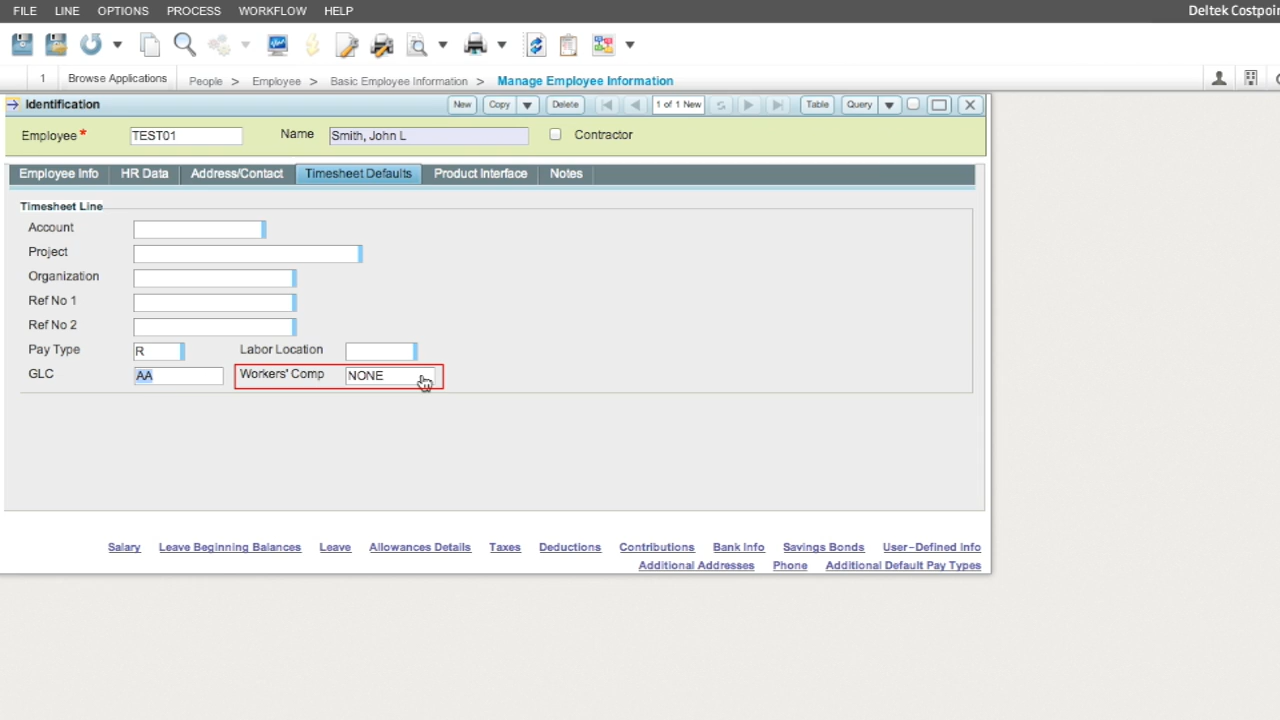 FILE LINE OPTIONS PROCESS WORKFLOW HELP Deltek Costpoin
1 Browse Applications People > Employee > Basic Employee Information > Manage Employee Information
Identification New Copy Delete 1 of 1 New Table Query
Employee * TEST01 Name Smith, John L Contractor
Employee Info HR Data Address/Contact Timesheet Defaults Product Interface Notes
Timesheet Line
Account
Project
Organization
Ref No 1
Ref No 2
Pay Type R Labor Location
GLC AA Workers' Comp NONE
Salary Leave Beginning Balances Leave Allowances Details Taxes Deductions Contributions Bank Info Savings Bonds User-Defined Info
Additional Addresses Phone Additional Default Pay Types